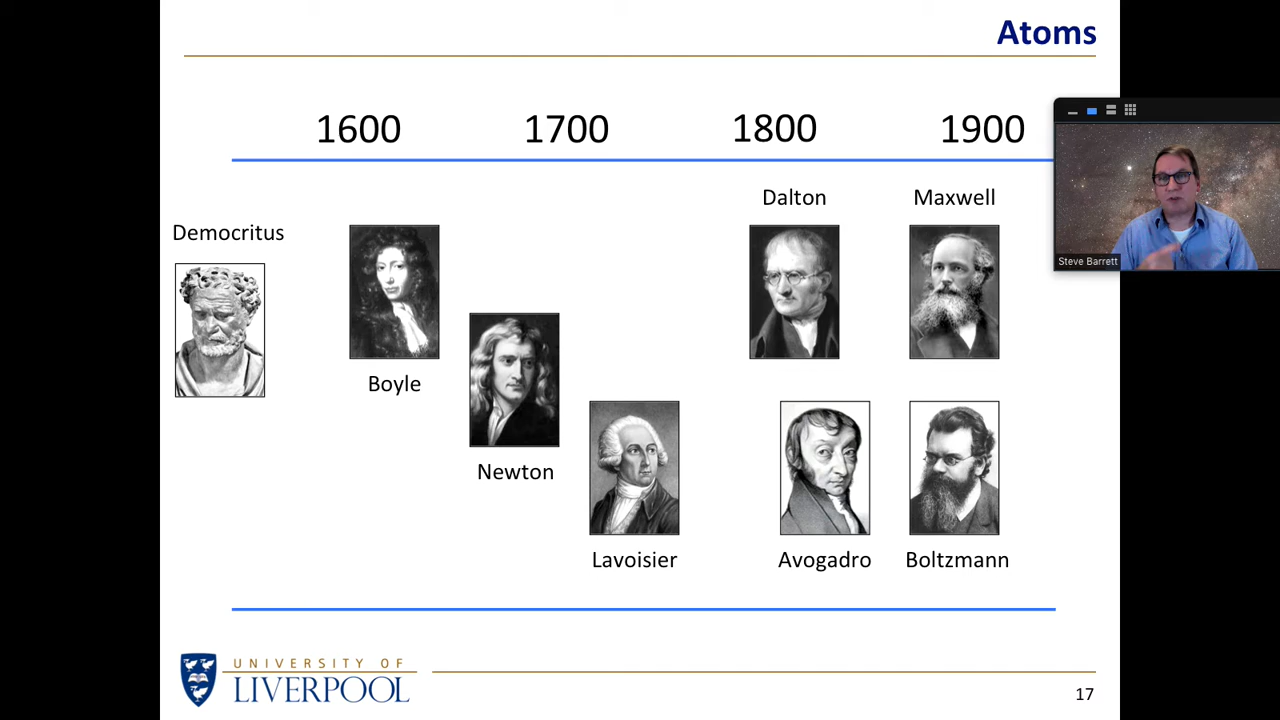 Atoms
1600 1700 1800 1900
Dalton Maxwell
Democritus
Steve Barrett
Boyle
Newton
Lavoisier Avogadro Boltzmann
UNIVERSITY OF
LIVERPOOL
17